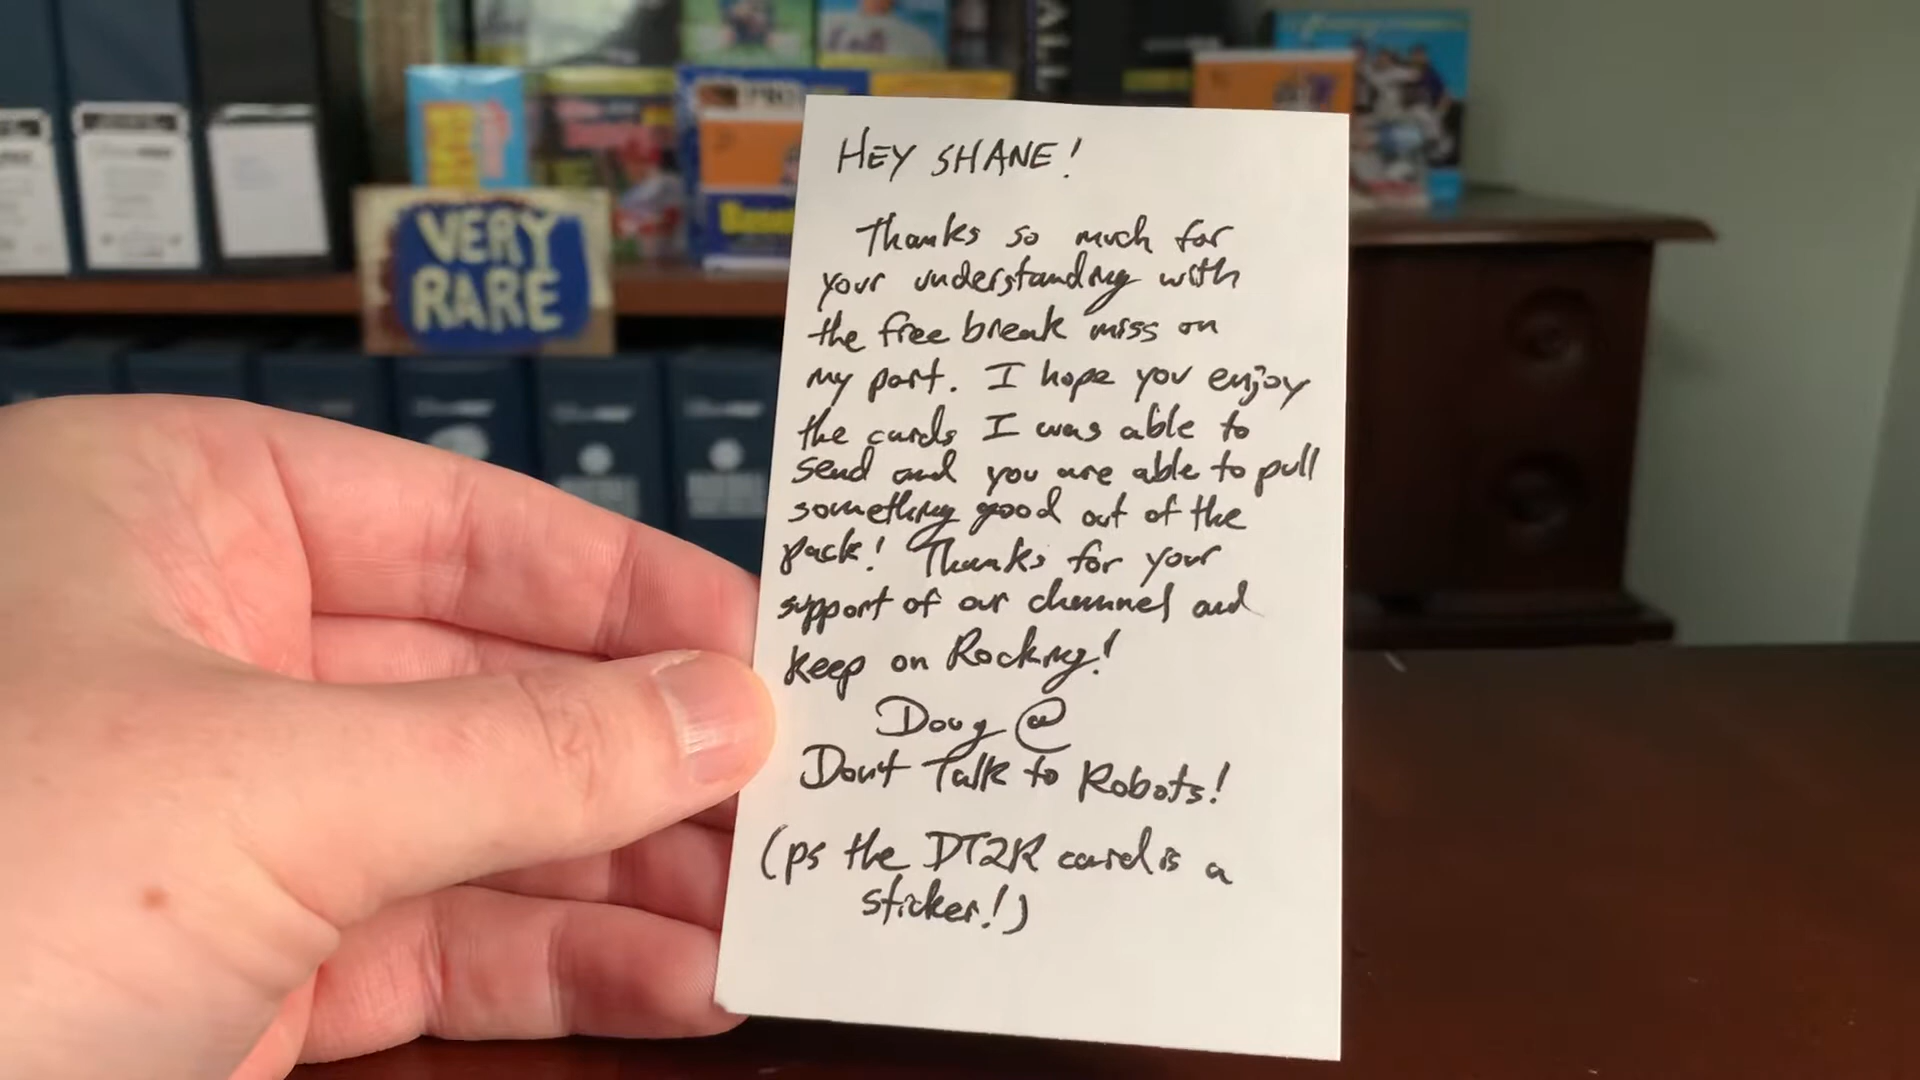 VERY
RARE
HEY SHANE!
Thanks so much for
your understanding with
the free break miss on
my part. I hope you enjoy
the cards I was able to
send and you are able to pull
something good out of the
pack! Thanks for your
support of our channel and
keep on Rocking!
Doug @
Dont Talk to Robots!
(ps the DT2R card is a
sticker!)